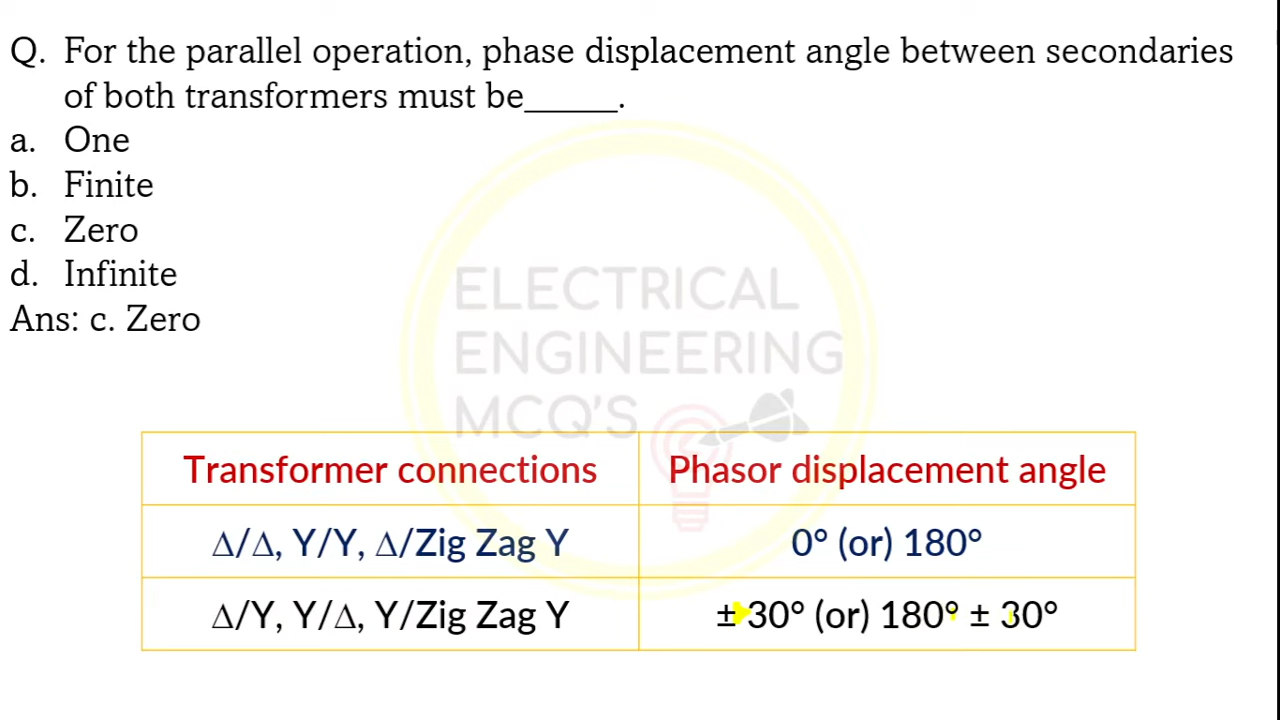 Q. For the parallel operation, phase displacement angle between secondaries
of both transformers must be_____.
a. One
b. Finite
c. Zero
d. Infinite
Ans: c. Zero
ELECTRICAL
ENGINEERING
MCQ'S
Transformer connections Phasor displacement angle
∆/∆, Y/Y, ∆/Zig Zag Y 0° (or) 180°
∆/Y, Y/∆, Y/Zig Zag Y ± 30° (or) 180° ± 30°